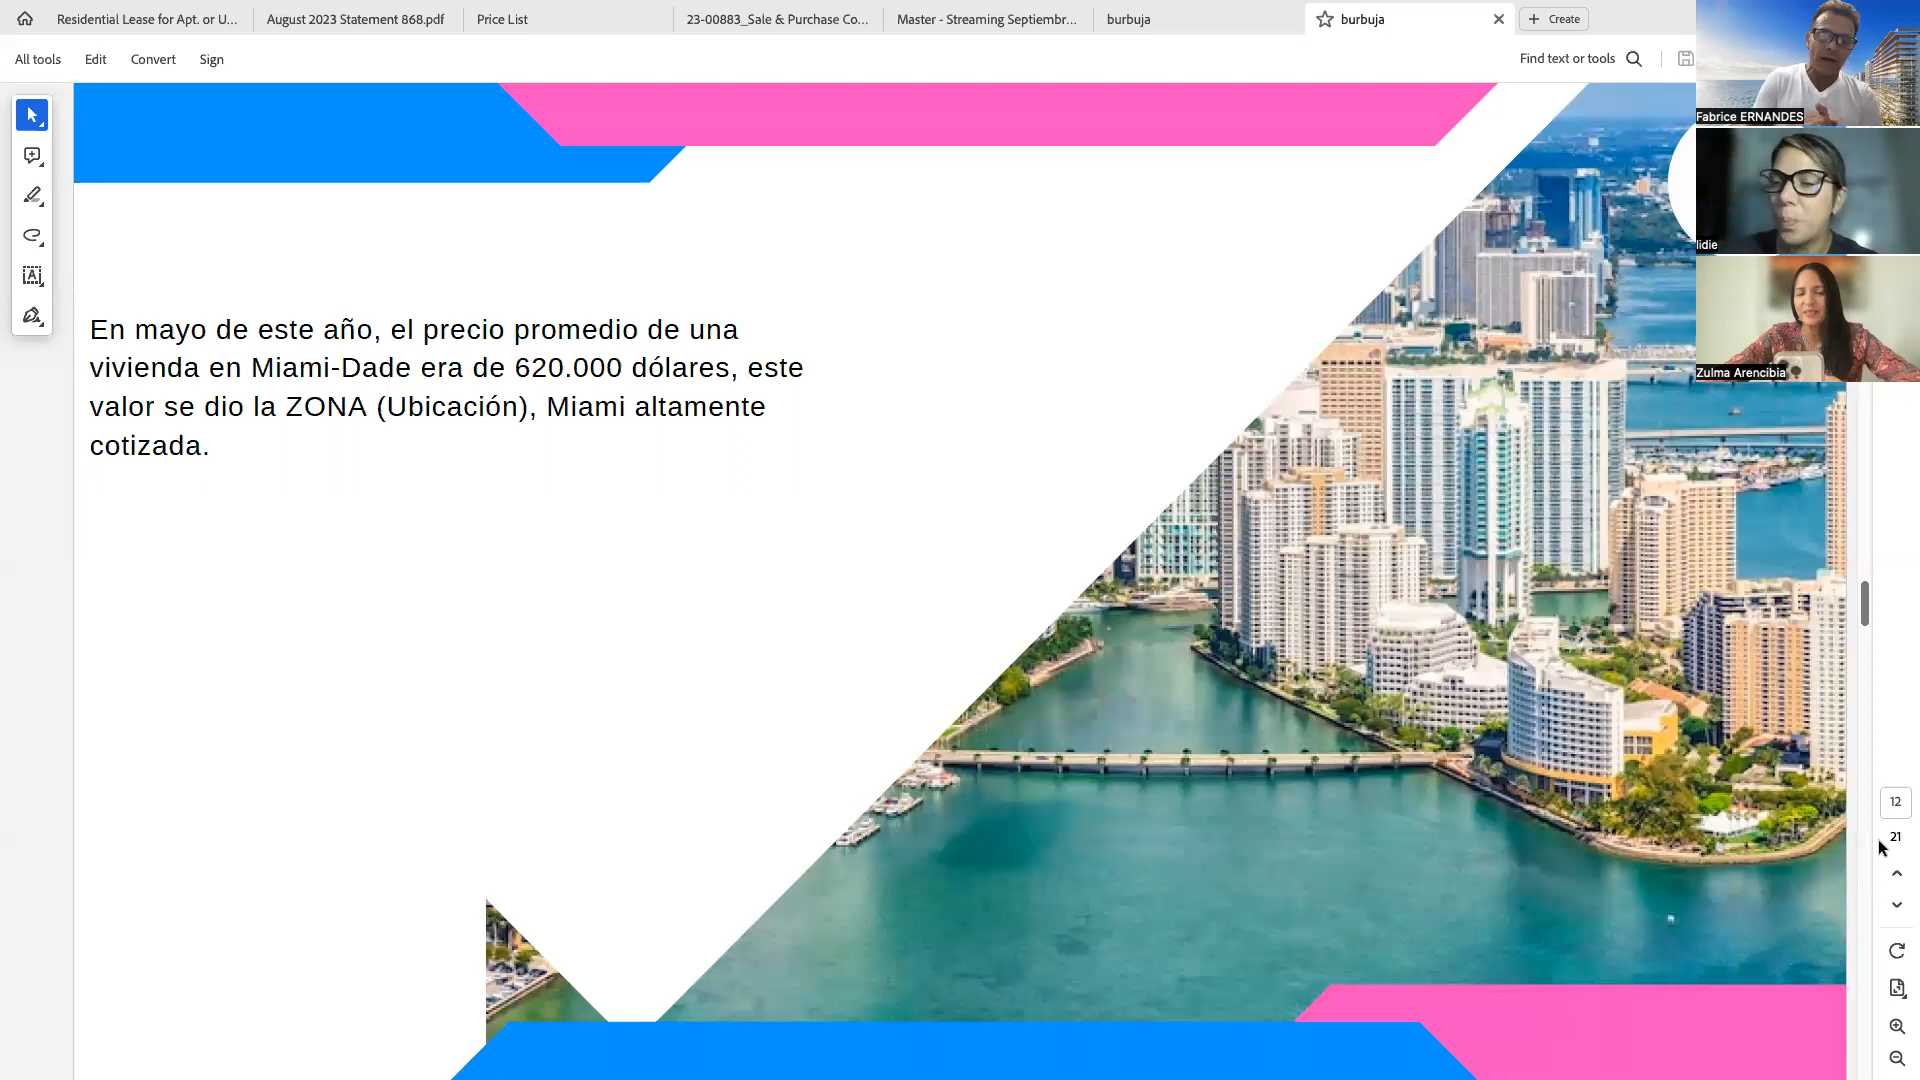 Residential Lease for Apt. or U...
August 2023 Statement 868.pdf
Price List
23-00883_Sale & Purchase Co...
Master - Streaming Septiembr...
burbuja
burbuja
Create
All tools
Edit
Convert
Sign
Find text or tools
Fabrice ERNANDES
lidie
Zulma Arencibia
En mayo de este año, el precio promedio de una
vivienda en Miami-Dade era de 620.000 dólares, este
valor se dio la ZONA (Ubicación), Miami altamente
cotizada.
12
21